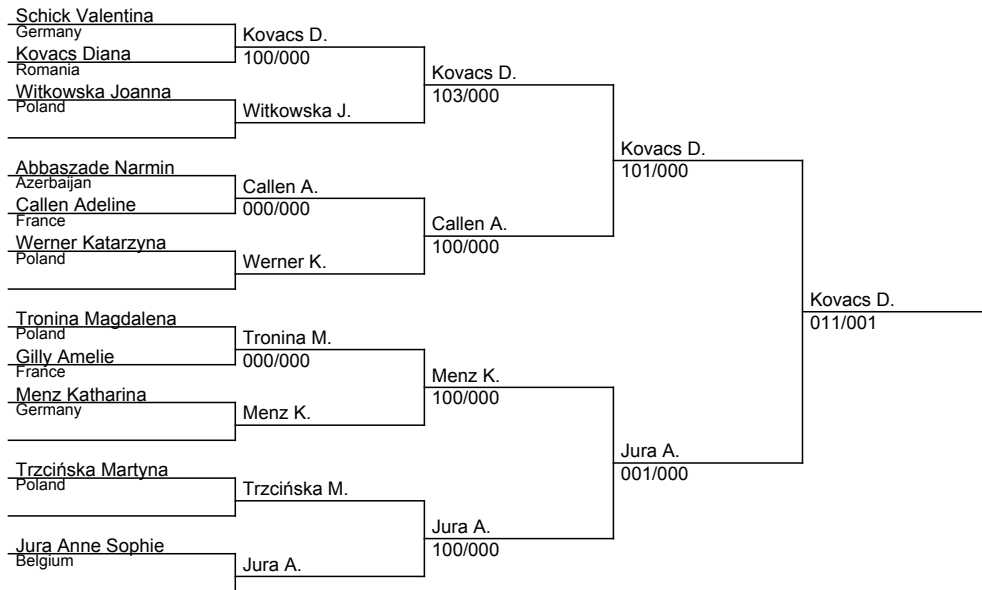 Schick Valentina
Germany
Kovacs D.
Kovacs Diana
100/000
Romania
Kovacs D.
Witkowska Joanna
103/000
Poland
Witkowska J.
Kovacs D.
Abbaszade Narmin
101/000
Azerbaijan
Callen A.
Callen Adeline
000/000
France
Callen A.
Werner Katarzyna
100/000
Poland
Werner K.
Kovacs D.
Tronina Magdalena
011/001
Poland
Tronina M.
Gilly Amelie
000/000
France
Menz K.
Menz Katharina
100/000
Germany
Menz K.
Jura A.
Trzcińska Martyna
001/000
Poland
Trzcińska M.
Jura A.
Jura Anne Sophie
100/000
Belgium
Jura A.